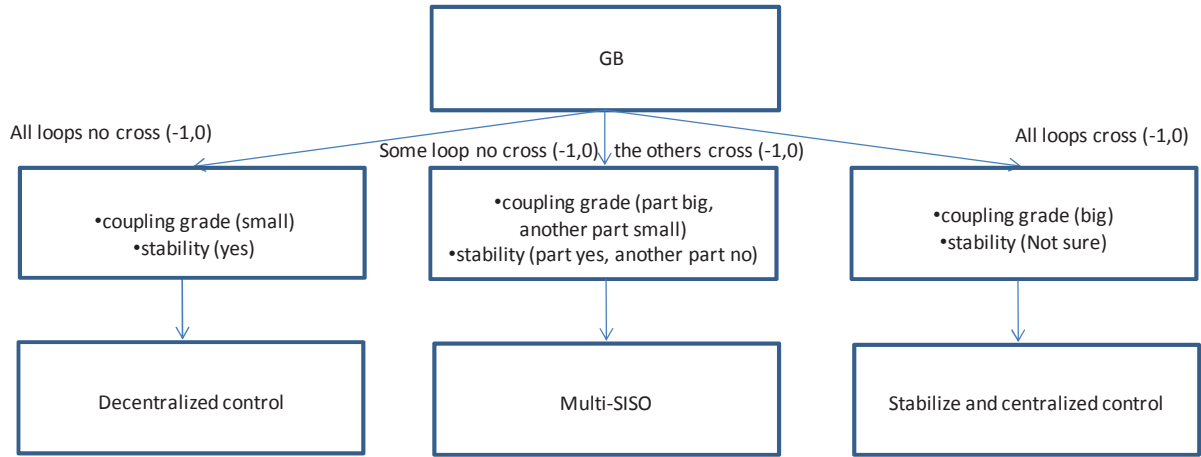 GB
All loops no cross (-1,0)
Some loop no cross (-1,0)
the others cross (-1,0)
All loops cross (-1,0)
•coupling grade (small)
•stability (yes)
•coupling grade (part big,
another part small)
•stability (part yes, another part no)
•coupling grade (big)
•stability (Not sure)
Decentralized control
Multi-SISO
Stabilize and centralized control